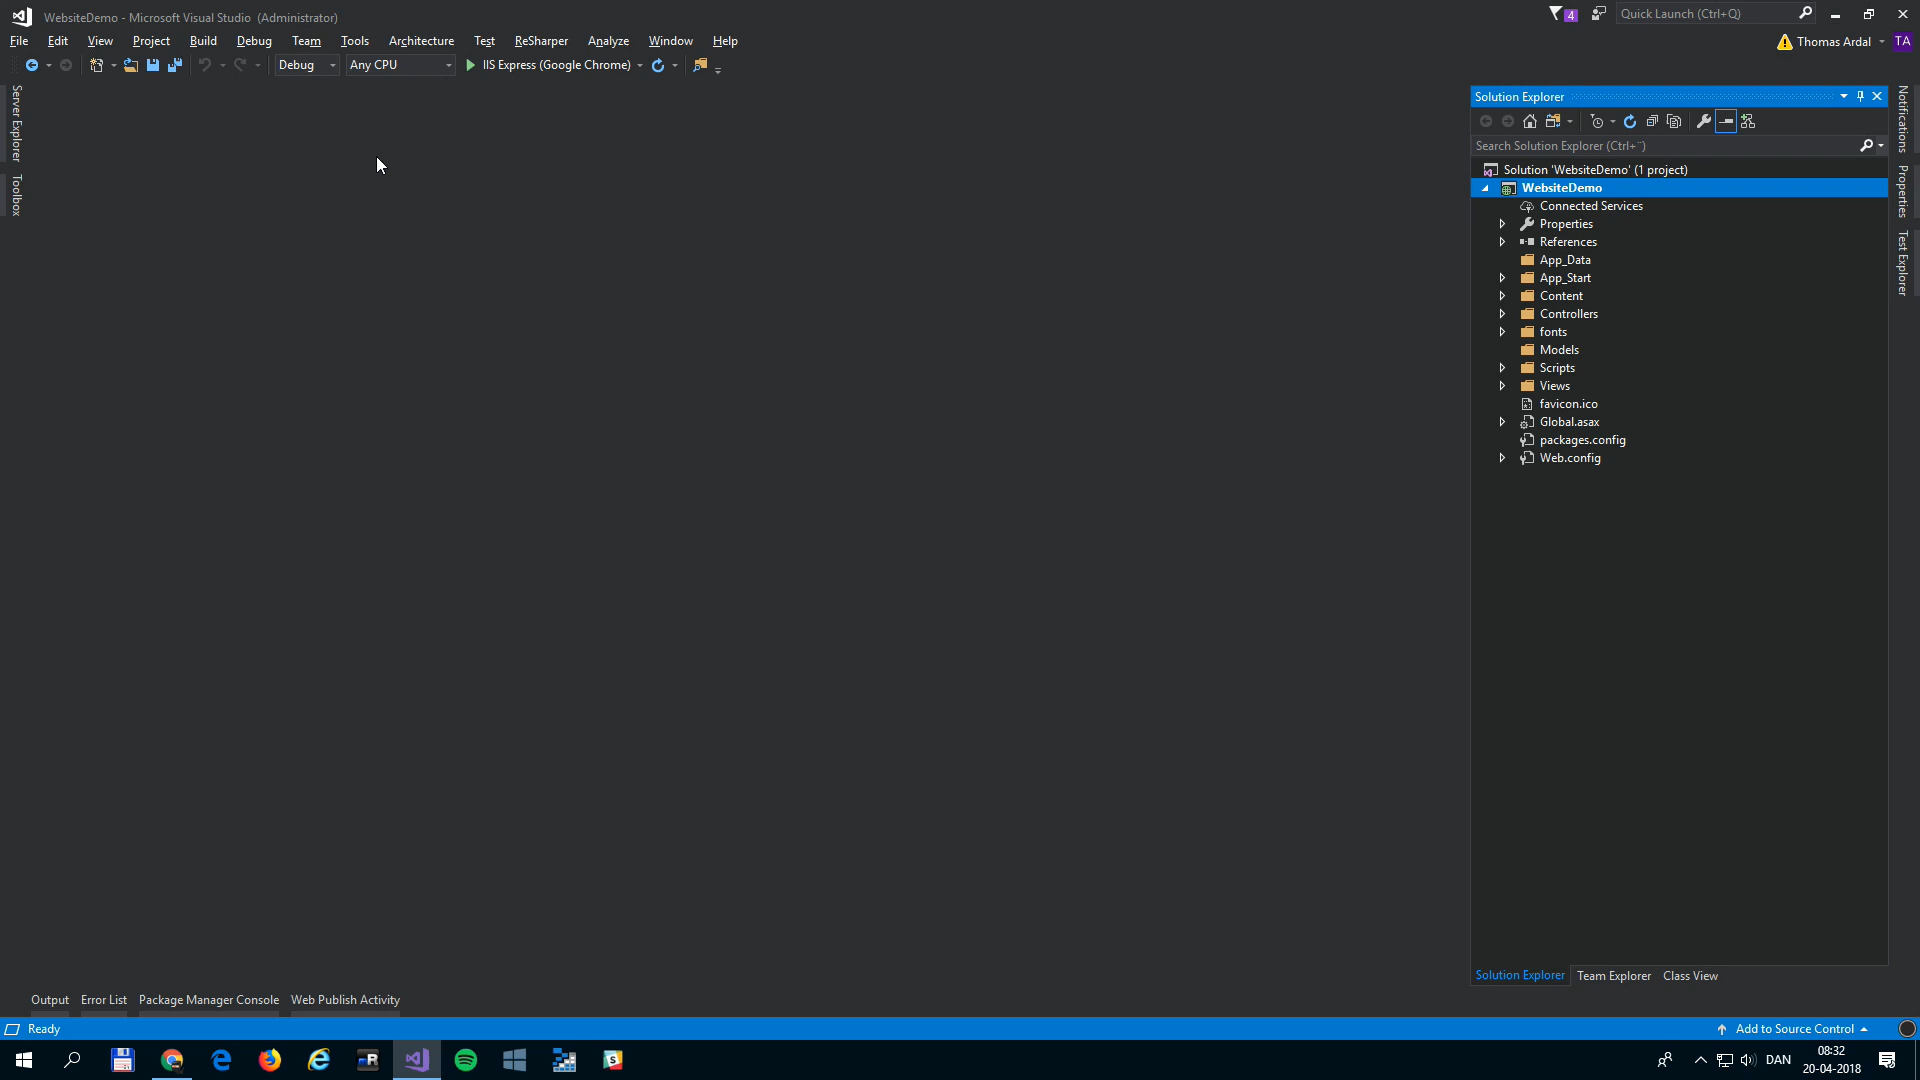 WebsiteDemo - Microsoft Visual Studio (Administrator)
4
Quick Launch (Ctrl+Q)
File Edit View Project Build Debug Team Tools Architecture Test ReSharper Analyze Window Help
Thomas Ardal TA
Debug Any CPU IIS Express (Google Chrome)
Server Explorer
Toolbox
Solution Explorer
Search Solution Explorer (Ctrl+¨)
Solution 'WebsiteDemo' (1 project)
WebsiteDemo
Connected Services
Properties
References
App_Data
App_Start
Content
Controllers
fonts
Models
Scripts
Views
favicon.ico
Global.asax
packages.config
Web.config
Notifications
Properties
Test Explorer
Solution Explorer Team Explorer Class View
Output Error List Package Manager Console Web Publish Activity
Ready
Add to Source Control
R
S
DAN
08:32
20-04-2018